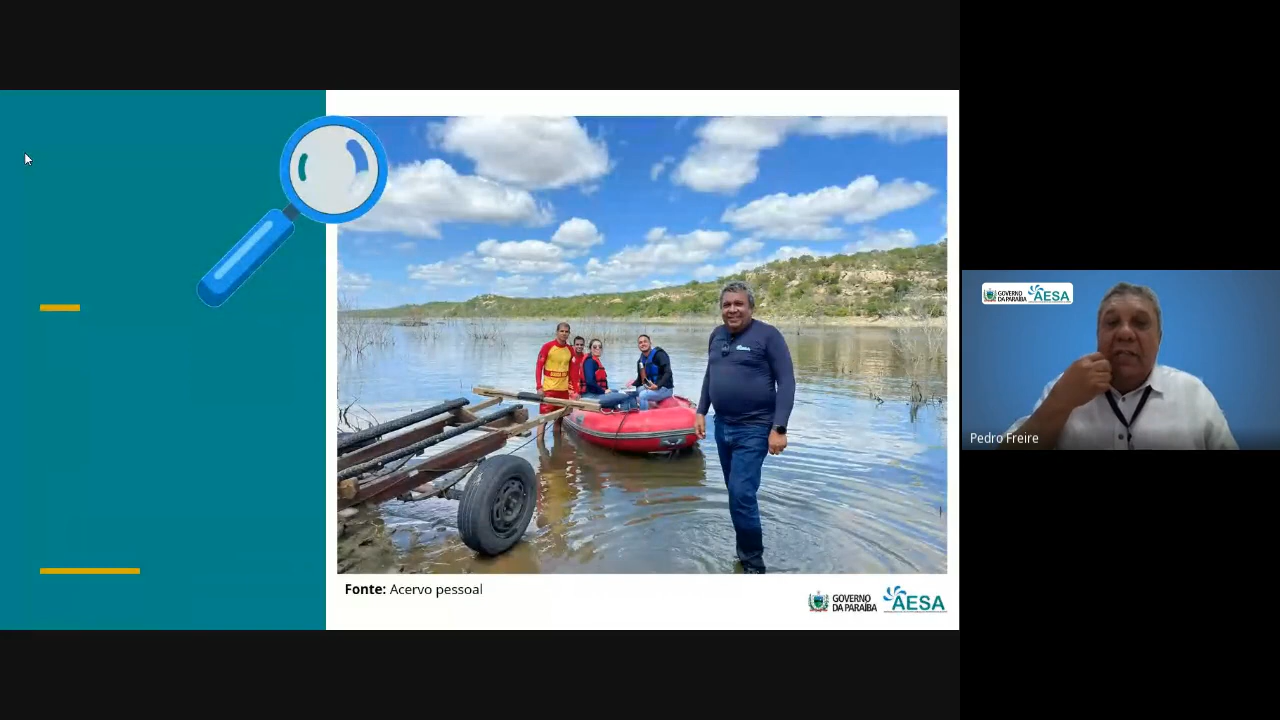 Fonte: Acervo pessoal
GOVERNO
DA PARAÍBA
AESA
GOVERNO
DA PARAÍBA
AESA
Pedro Freire